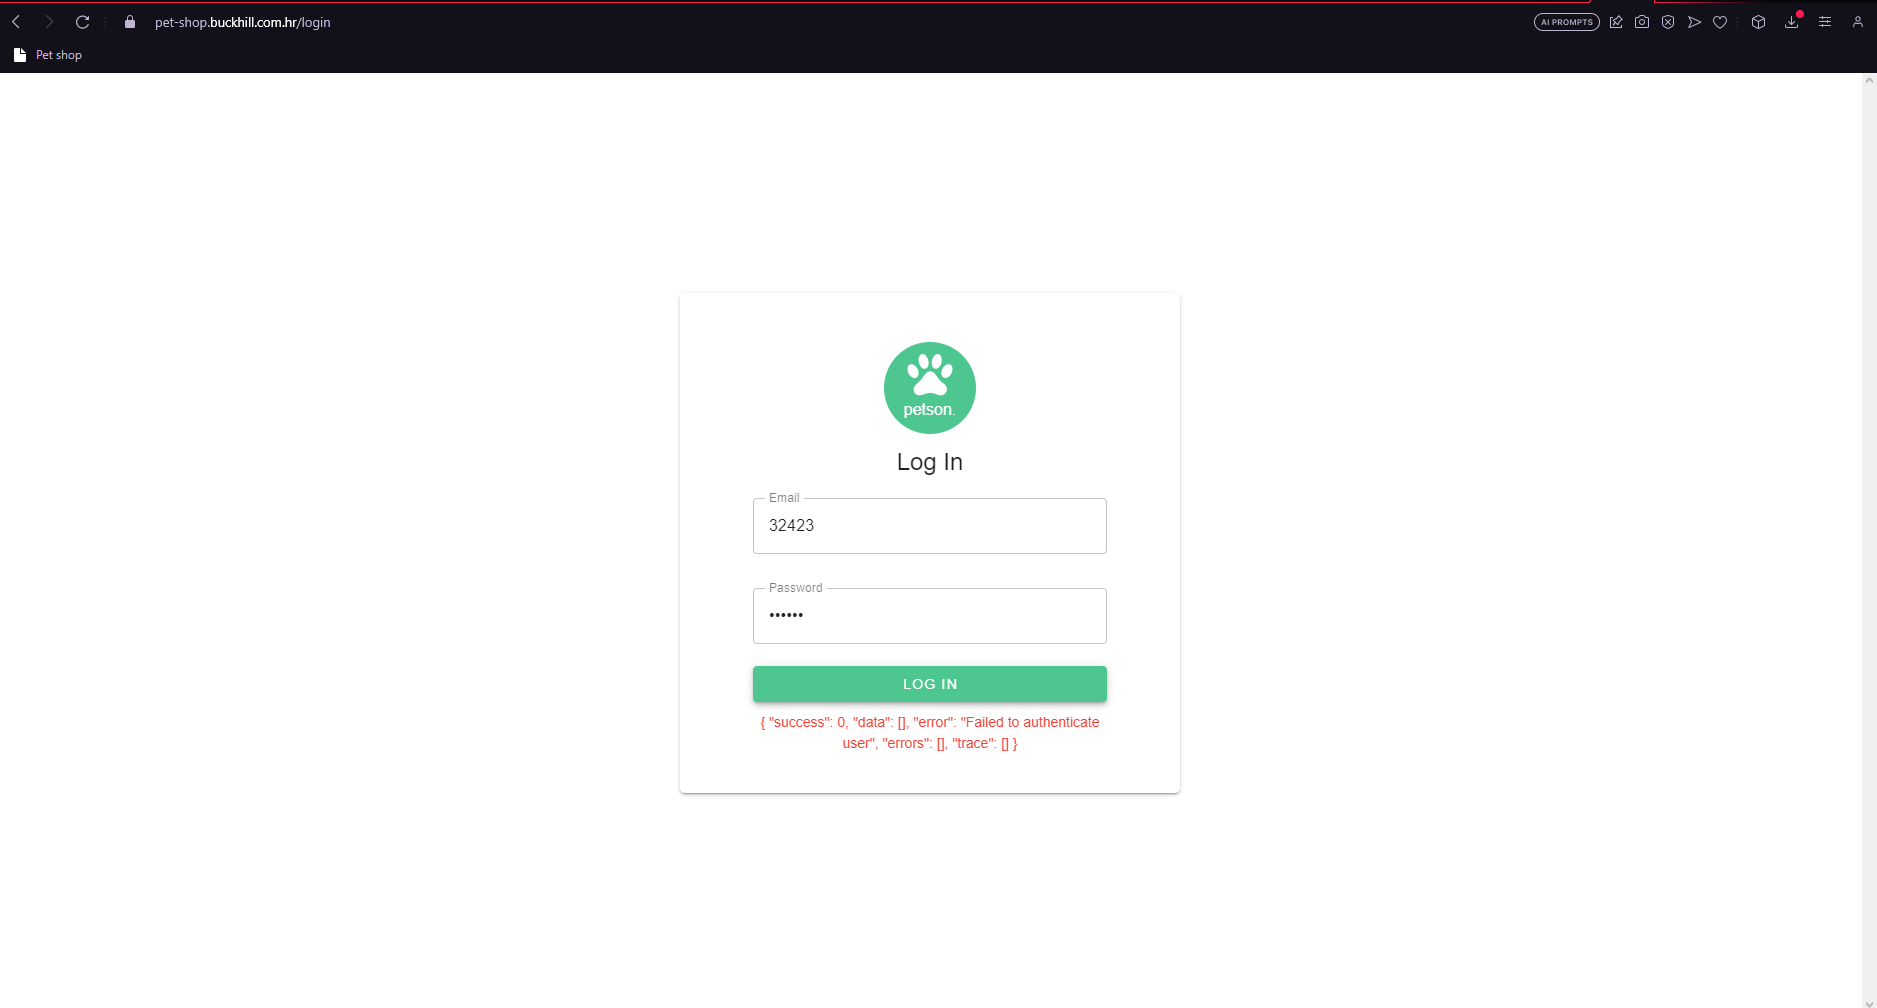 pet-shop.buckhill.com.hr/login
AI PROMPTS
Pet shop
petson.
Log In
Email
32423
Password
••••••
LOG IN
{ "success": 0, "data": [], "error": "Failed to authenticate
user", "errors": [], "trace": [] }